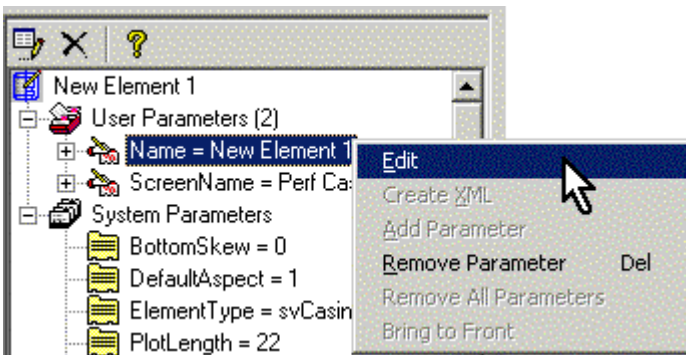 New Element 1
User Parameters (2)
Name = New Element 1
ScreenName = Perf Ca
System Parameters
BottomSkew = 0
DefaultAspect = 1
ElementType = svCasin
PlotLength = 22
Edit
Create XML
Add Parameter
Remove Parameter Del
Remove All Parameters
Bring to Front